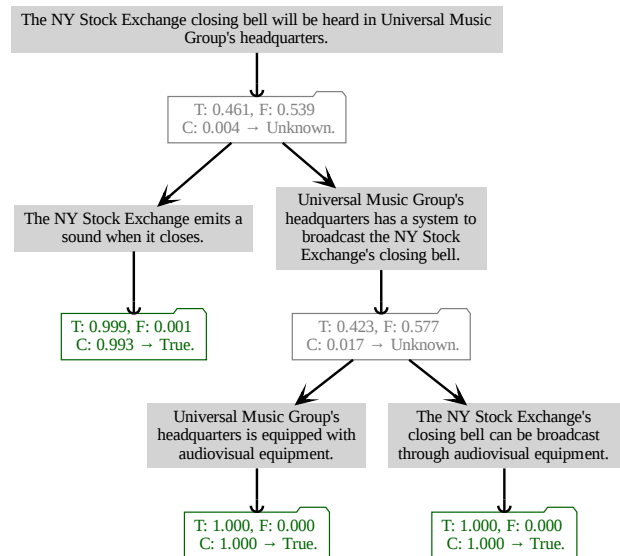 The NY Stock Exchange closing bell will be heard in Universal Music
Group's headquarters.
T: 0.461, F: 0.539
C: 0.004 → Unknown.
The NY Stock Exchange emits a
sound when it closes.
Universal Music Group's
headquarters has a system to
broadcast the NY Stock
Exchange's closing bell.
T: 0.999, F: 0.001
C: 0.993 → True.
T: 0.423, F: 0.577
C: 0.017 → Unknown.
Universal Music Group's
headquarters is equipped with
audiovisual equipment.
The NY Stock Exchange's
closing bell can be broadcast
through audiovisual equipment.
T: 1.000, F: 0.000
C: 1.000 → True.
T: 1.000, F: 0.000
C: 1.000 → True.